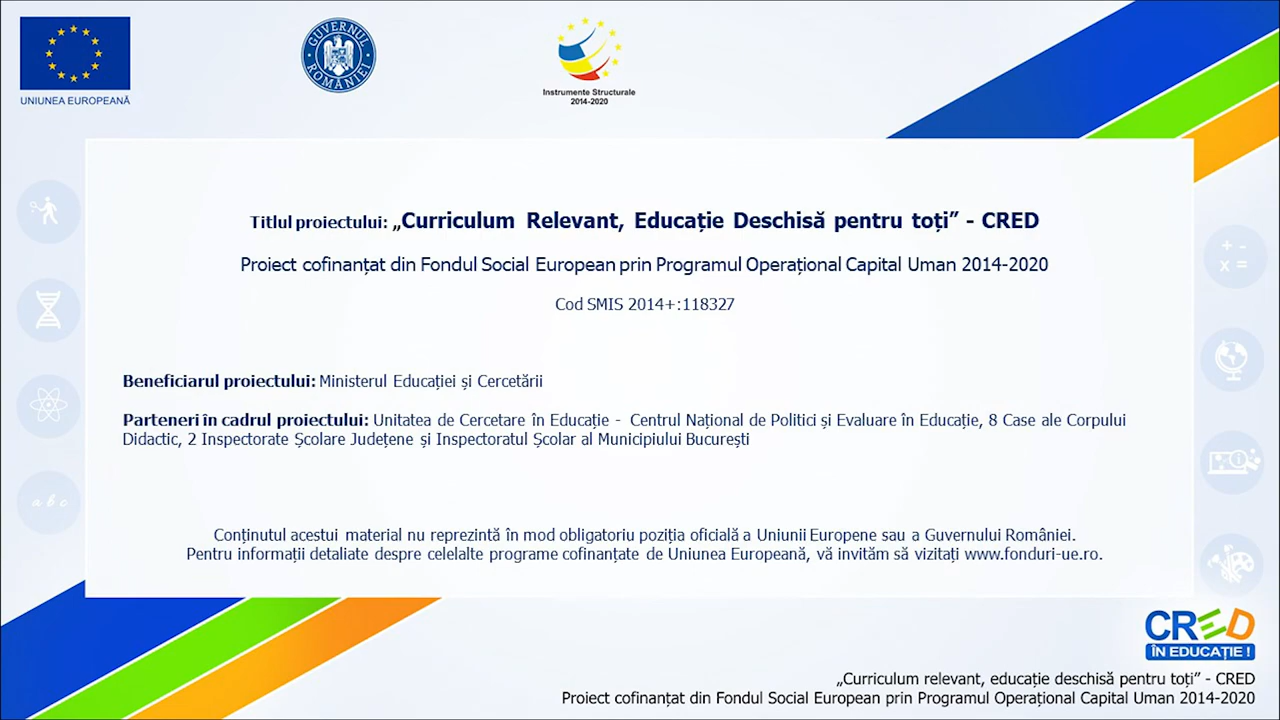 UNIUNEA EUROPEANĂ
GUVERNUL ROMÂNIEI
Instrumente Structurale
2014-2020
Titlul proiectului: „Curriculum Relevant, Educație Deschisă pentru toți” - CRED
Proiect cofinanțat din Fondul Social European prin Programul Operațional Capital Uman 2014-2020
Cod SMIS 2014+:118327
Beneficiarul proiectului: Ministerul Educației și Cercetării
Parteneri în cadrul proiectului: Unitatea de Cercetare în Educație - Centrul Național de Politici și Evaluare în Educație, 8 Case ale Corpului
Didactic, 2 Inspectorate Școlare Județene și Inspectoratul Școlar al Municipiului București
Conținutul acestui material nu reprezintă în mod obligatoriu poziția oficială a Uniunii Europene sau a Guvernului României.
Pentru informații detaliate despre celelalte programe cofinanțate de Uniunea Europeană, vă invităm să vizitați www.fonduri-ue.ro.
a b c
+ -
x =
CRED
ÎN EDUCAȚIE !
„Curriculum relevant, educație deschisă pentru toți” - CRED
Proiect cofinanțat din Fondul Social European prin Programul Operațional Capital Uman 2014-2020